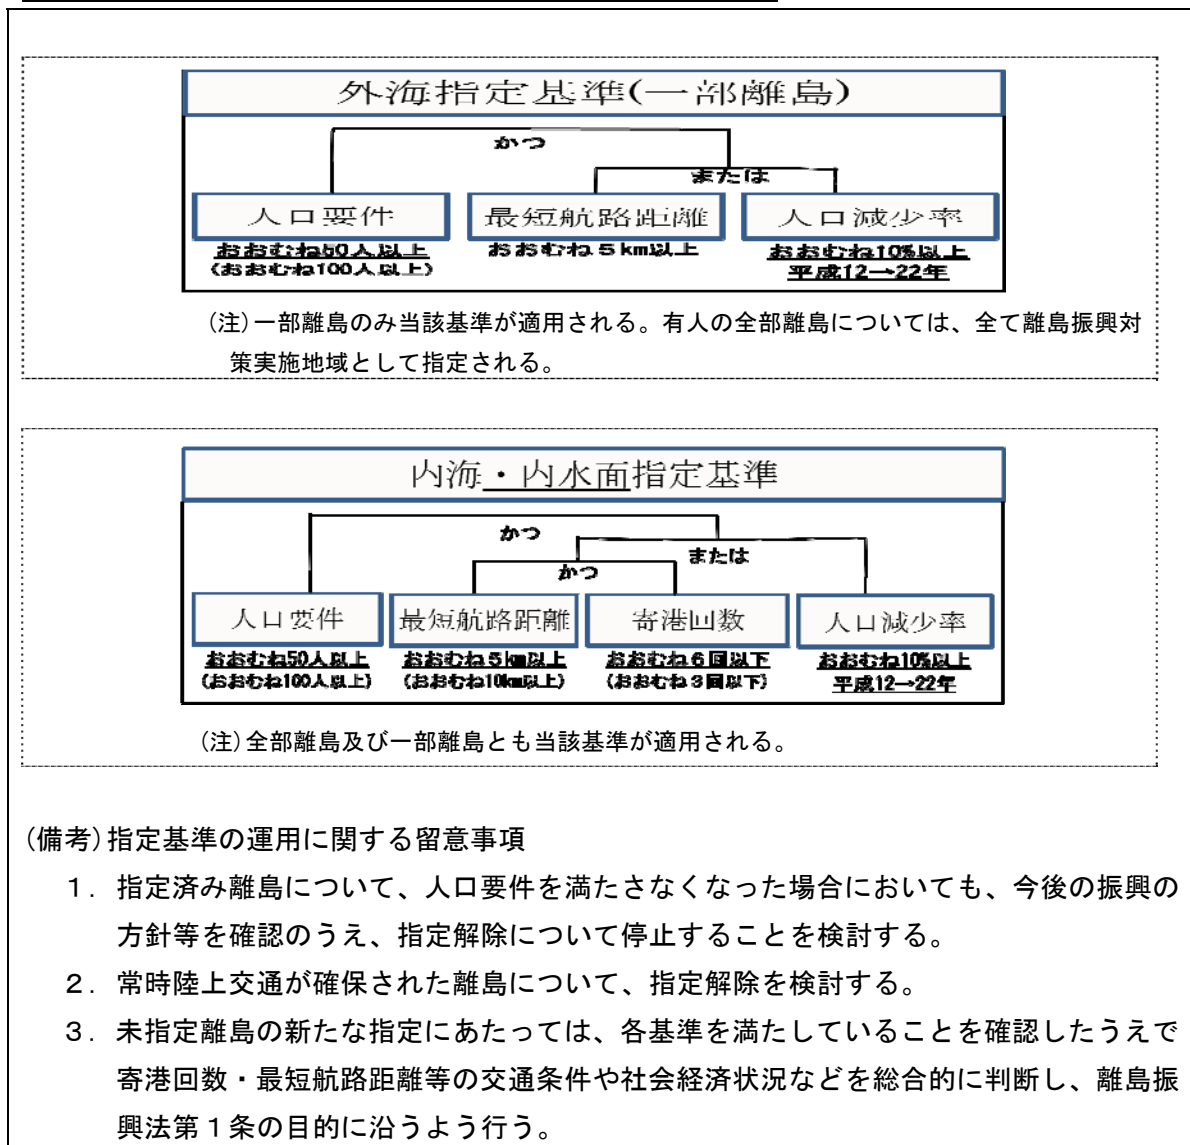 外海指定基準(一部離島)
かつ
または
人口要件 最短航路距離 人口減少率
おおむね50人以上 おおむね5km以上 おおむね10%以上
(おおむね100人以上) 平成12→22年
(注)一部離島のみ当該基準が適用される。有人の全部離島については、全て離島振興対
策実施地域として指定される。
内海・内水面指定基準
かつ
または
かつ
人口要件 最短航路距離 寄港回数 人口減少率
おおむね50人以上 おおむね5km以上 おおむね6回以下 おおむね10%以上
(おおむね100人以上) (おおむね10km以上) (おおむね3回以下) 平成12→22年
(注)全部離島及び一部離島とも当該基準が適用される。
(備考)指定基準の運用に関する留意事項
1.指定済み離島について、人口要件を満たさなくなった場合においても、今後の振興の
方針等を確認のうえ、指定解除について停止することを検討する。
2.常時陸上交通が確保された離島について、指定解除を検討する。
3.未指定離島の新たな指定にあたっては、各基準を満たしていることを確認したうえで
寄港回数・最短航路距離等の交通条件や社会経済状況などを総合的に判断し、離島振
興法第1条の目的に沿うよう行う。